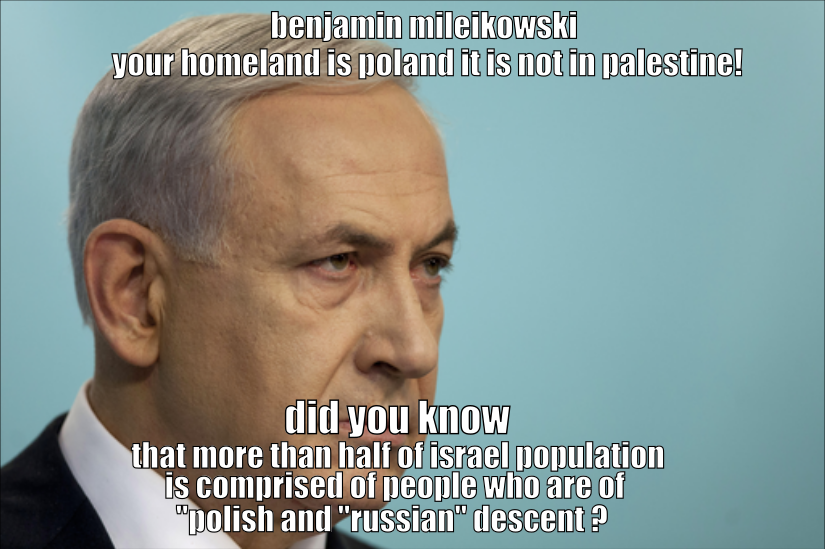 benjamin mileikowski
your homeland is poland it is not in palestine!
did you know
that more than half of israel population
is comprised of people who are of
"polish and "russian" descent ?